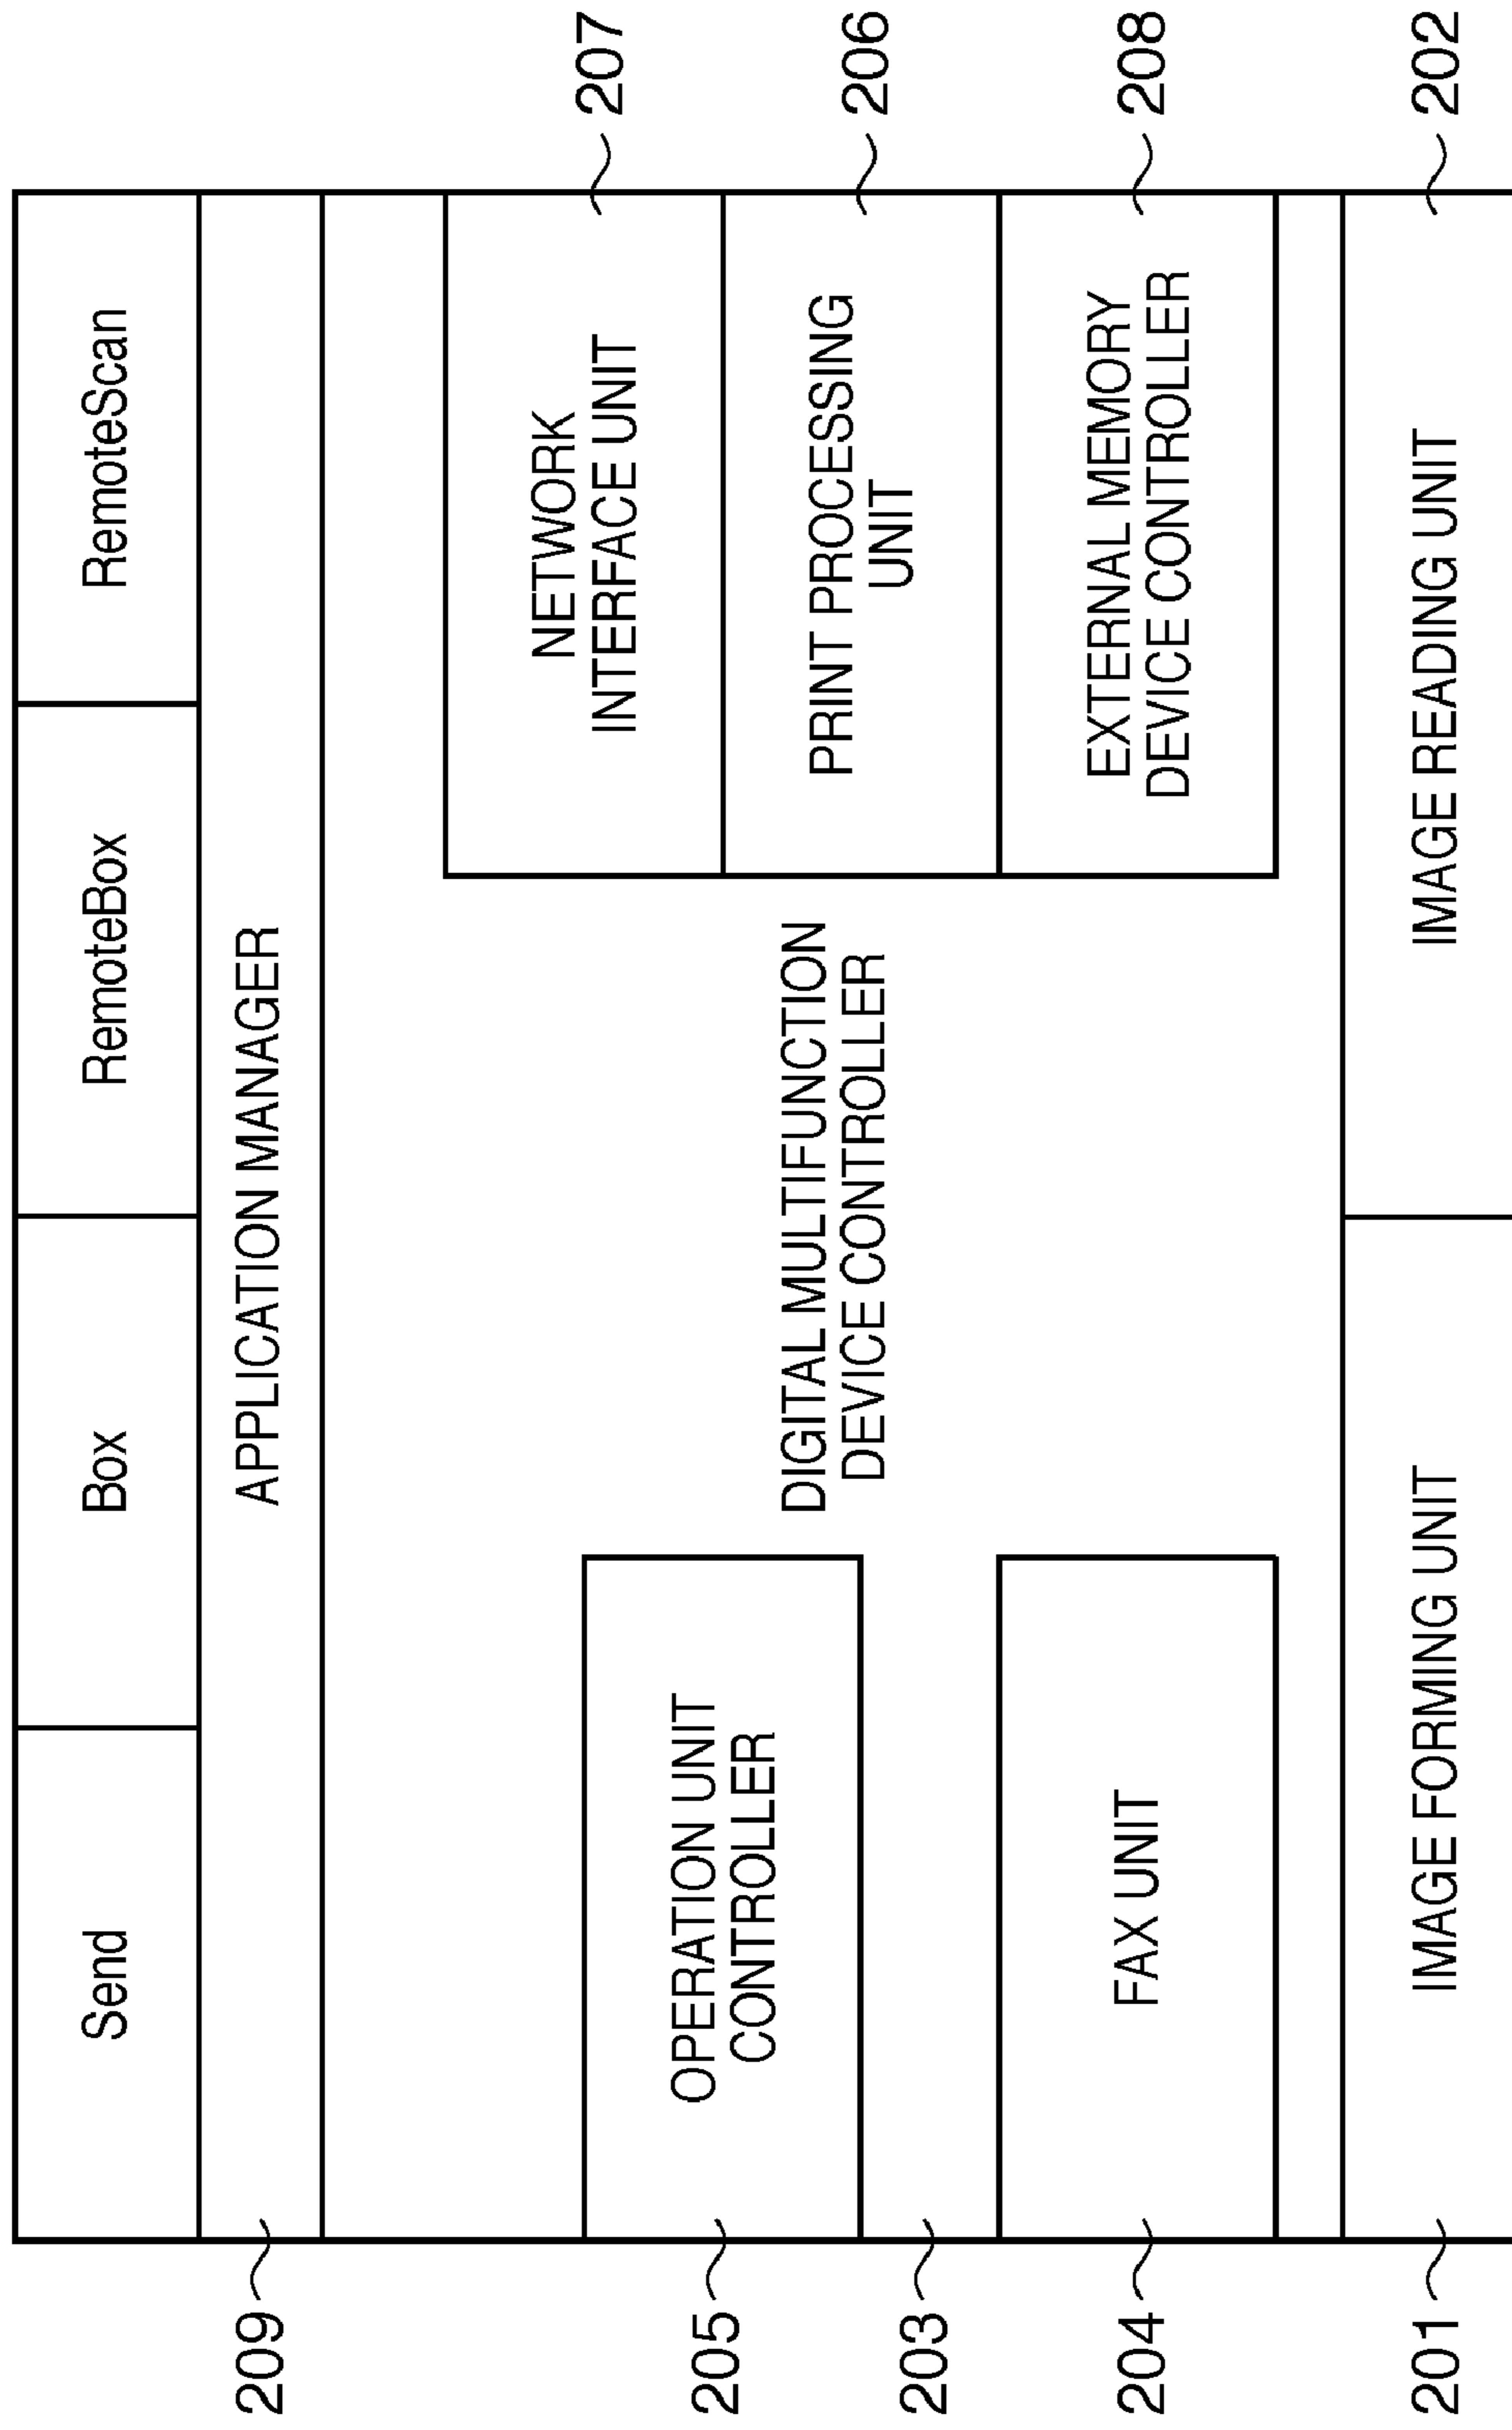 Send
Box
RemoteBox
RemoteScan
209
APPLICATION MANAGER
NETWORK
INTERFACE UNIT
207
205
OPERATION UNIT
CONTROLLER
DIGITAL MULTIFUNCTION
DEVICE CONTROLLER
PRINT PROCESSING
UNIT
206
203
204
FAX UNIT
EXTERNAL MEMORY
DEVICE CONTROLLER
208
201
IMAGE FORMING UNIT
IMAGE READING UNIT
202